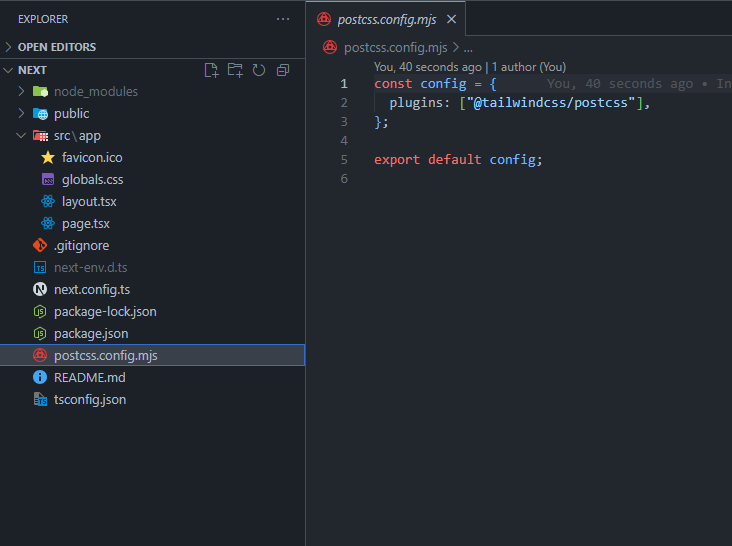 EXPLORER
OPEN EDITORS
NEXT
node_modules
public
src\app
favicon.ico
globals.css
layout.tsx
page.tsx
.gitignore
next-env.d.ts
next.config.ts
package-lock.json
package.json
postcss.config.mjs
README.md
tsconfig.json
postcss.config.mjs
postcss.config.mjs > ...
You, 40 seconds ago | 1 author (You)
1 const config = { You, 40 seconds ago • In
2 plugins: ["@tailwindcss/postcss"],
3 };
4
5 export default config;
6